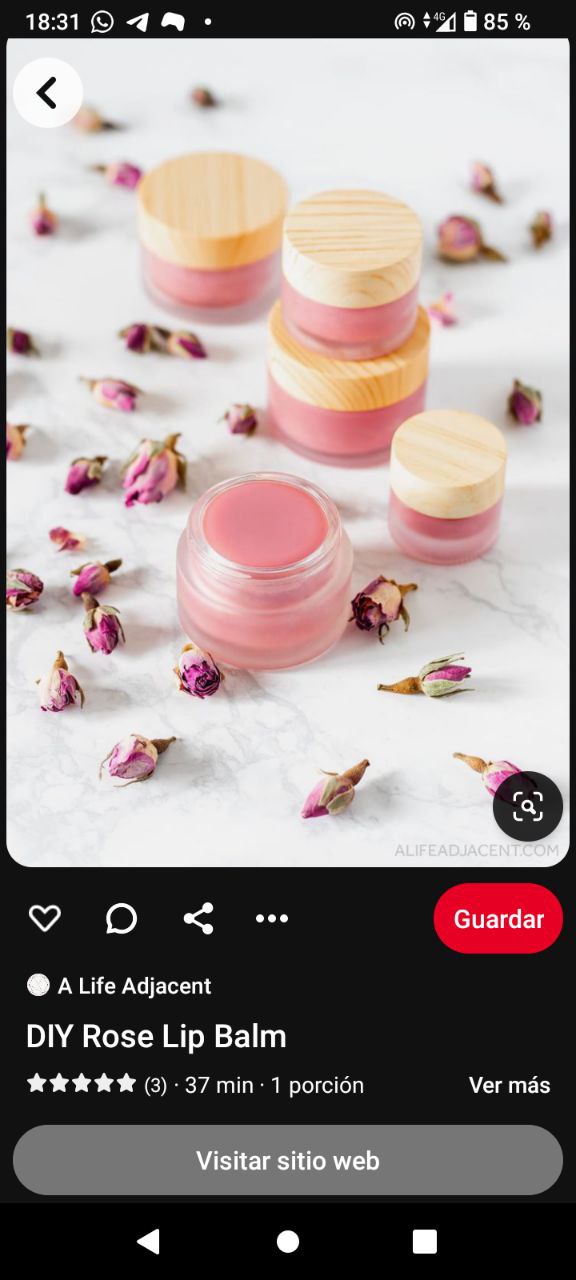 18:31 4G 85 %
ALIFEADJACENT.COM
Guardar
A Life Adjacent
DIY Rose Lip Balm
(3) · 37 min · 1 porción Ver más
Visitar sitio web